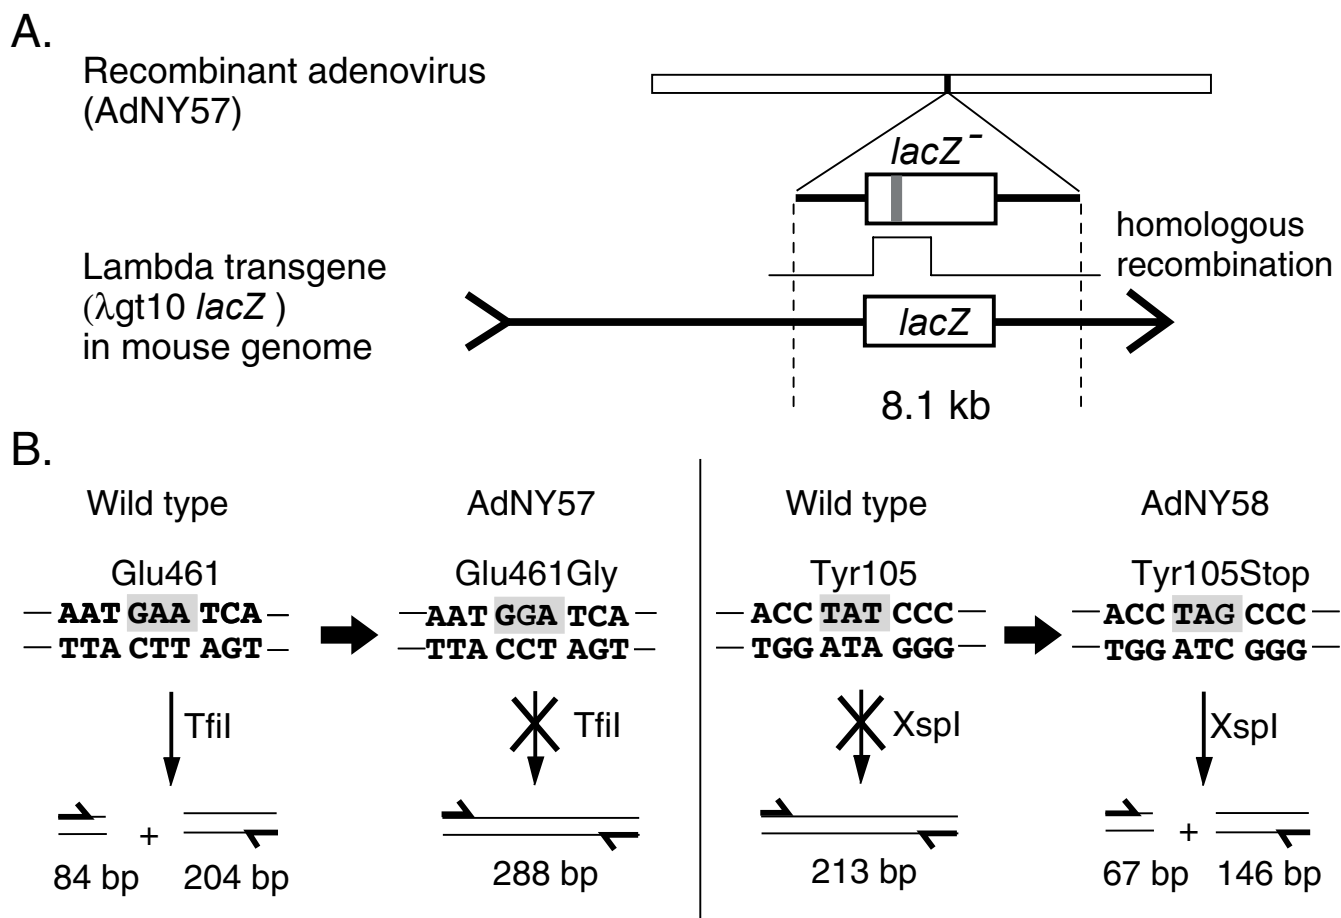 A.
Recombinant adenovirus
(AdNY57)
lacZ⁻
homologous
recombination
Lambda transgene
(λgt10 lacZ )
in mouse genome
lacZ
8.1 kb
B.
Wild type
AdNY57
Wild type
AdNY58
Glu461
Glu461Gly
Tyr105
Tyr105Stop
AAT GAA TCA
TTA CTT AGT
AAT GGA TCA
TTA CCT AGT
ACC TAT CCC
TGG ATA GGG
ACC TAG CCC
TGG ATC GGG
TfiI
TfiI
XspI
XspI
+
84 bp 204 bp
288 bp
213 bp
+
67 bp 146 bp